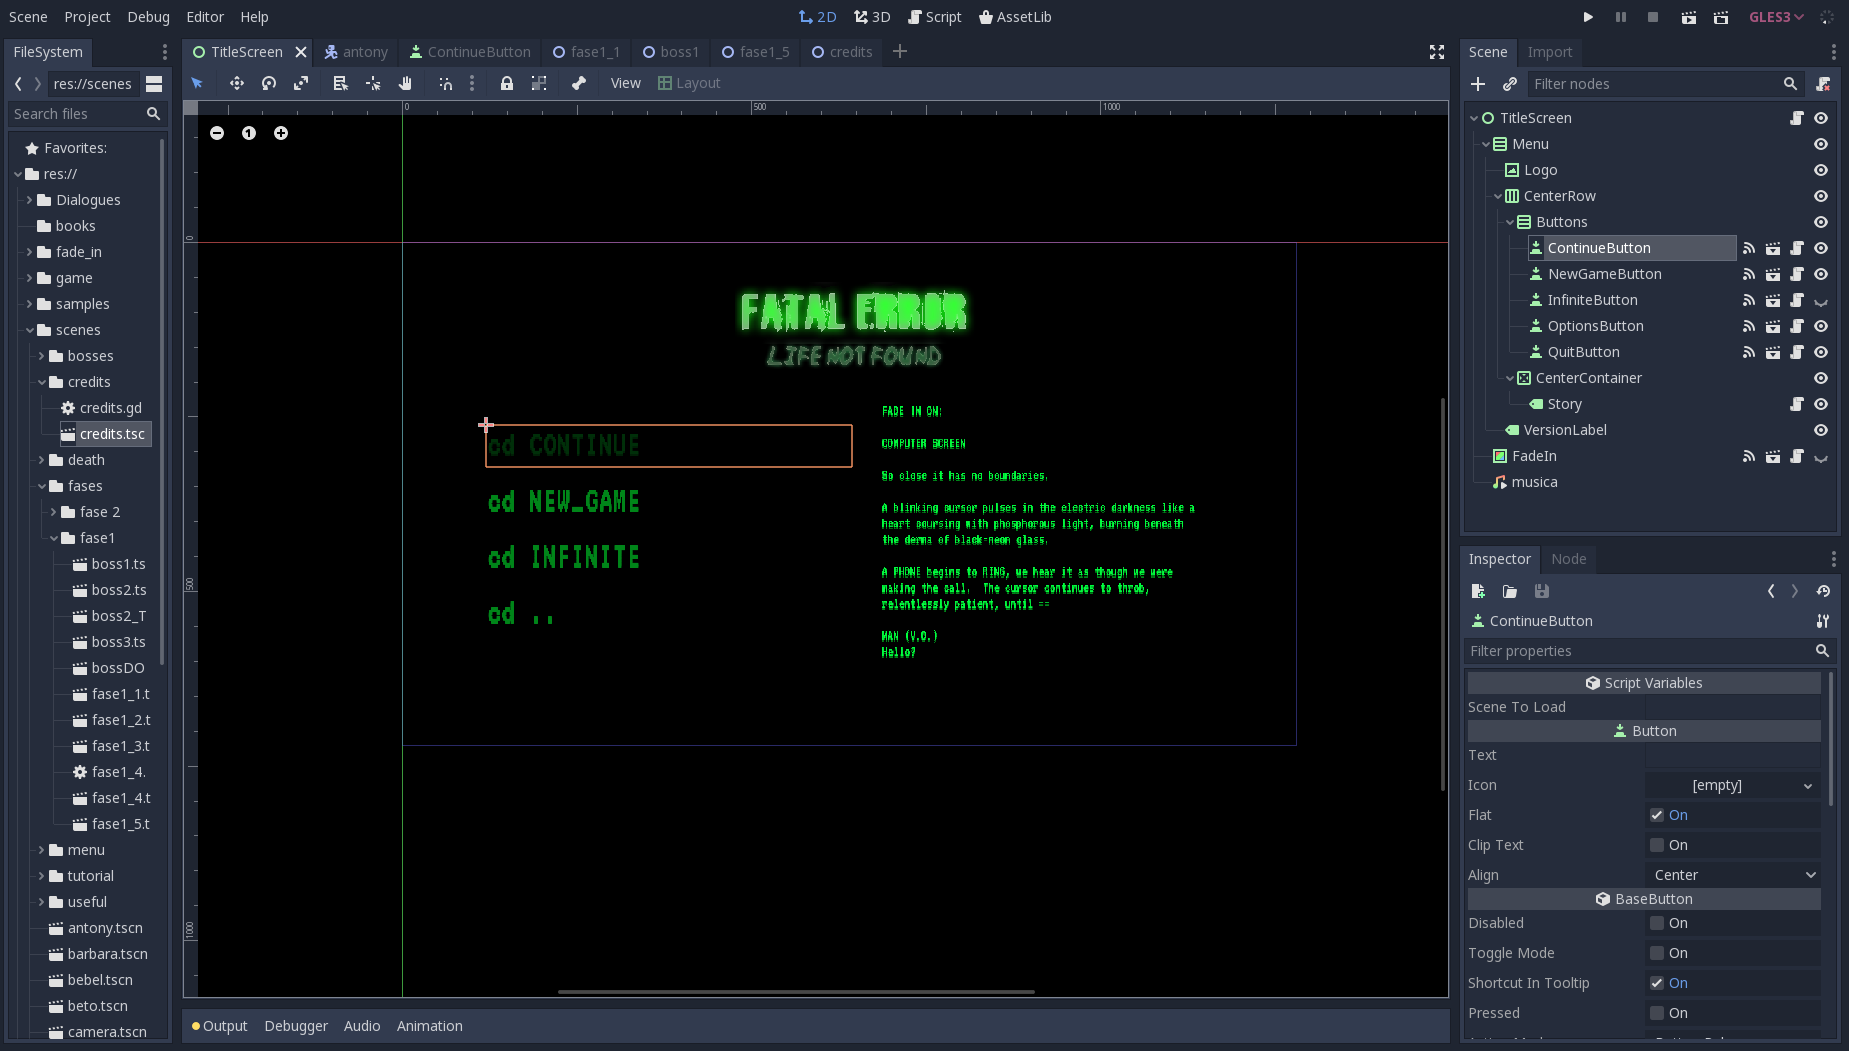 Scene Project Debug Editor Help
2D 3D Script AssetLib
GLES3
FileSystem
res://scenes
Search files
Favorites:
res://
Dialogues
books
fade_in
game
samples
scenes
bosses
credits
credits.gd
credits.tsc
death
fases
fase 2
fase1
boss1.ts
boss2.ts
boss2_T
boss3.ts
bossDO
fase1_1.t
fase1_2.t
fase1_3.t
fase1_4.
fase1_4.t
fase1_5.t
menu
tutorial
useful
antony.tscn
barbara.tscn
bebel.tscn
beto.tscn
camera.tscn
TitleScreen antony ContinueButton fase1_1 boss1 fase1_5 credits
View Layout
0 500 1000
0
500
1000
FATAL ERROR
LIFE NOT FOUND
cd CONTINUE
cd NEW_GAME
cd INFINITE
cd ..
FADE IN ON:
COMPUTER SCREEN
So close it has no boundaries.
A blinking cursor pulses in the electric darkness like a
heart coursing with phosphorous light, burning beneath
the derma of black-neon glass.
A PHONE begins to RING, we hear it as though we were
making the call. The cursor continues to throb,
relentlessly patient, until --
MAN (V.O.)
Hello?
Output Debugger Audio Animation
Scene Import
Filter nodes
TitleScreen
Menu
Logo
CenterRow
Buttons
ContinueButton
NewGameButton
InfiniteButton
OptionsButton
QuitButton
CenterContainer
Story
VersionLabel
FadeIn
musica
Inspector Node
ContinueButton
Filter properties
Script Variables
Scene To Load
Button
Text
Icon [empty]
Flat On
Clip Text On
Align Center
BaseButton
Disabled On
Toggle Mode On
Shortcut In Tooltip On
Pressed On